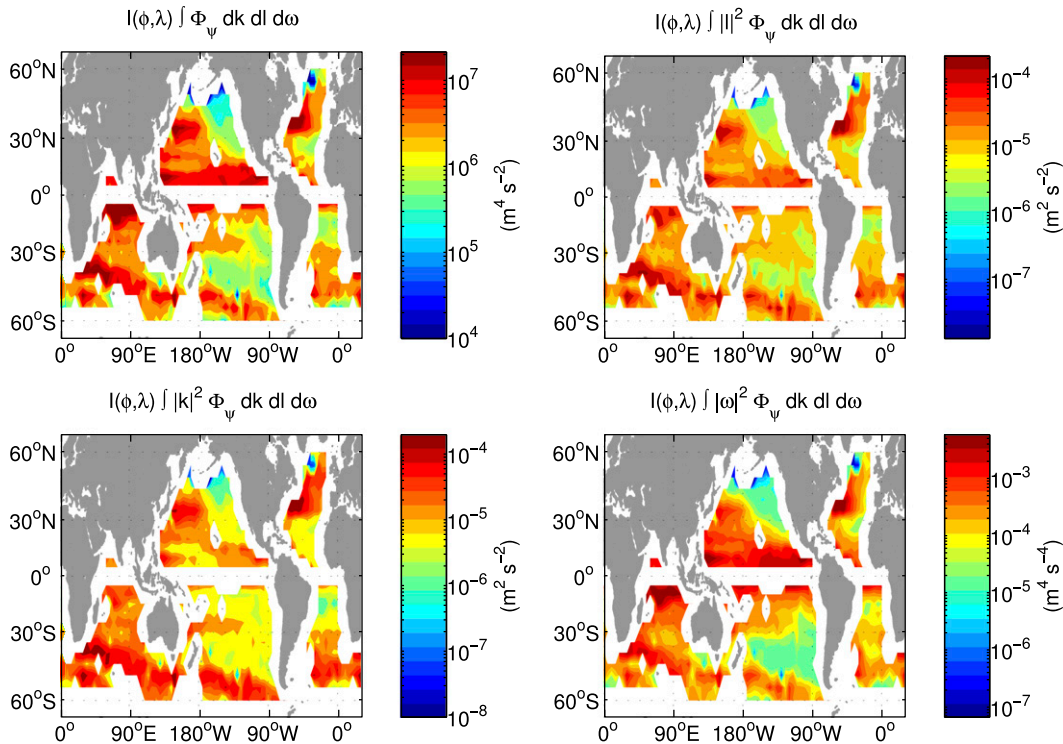 I(ϕ,λ) ∫ Φψ dk dl dω
60°N
30°N
0°
30°S
60°S
0° 90°E 180°W 90°W 0°
10⁷
10⁶
10⁵
10⁴
(m⁴ s⁻²)
I(ϕ,λ) ∫ |l|² Φψ dk dl dω
60°N
30°N
0°
30°S
60°S
0° 90°E 180°W 90°W 0°
10⁻⁴
10⁻⁵
10⁻⁶
10⁻⁷
(m² s⁻²)
I(ϕ,λ) ∫ |k|² Φψ dk dl dω
60°N
30°N
0°
30°S
60°S
0° 90°E 180°W 90°W 0°
10⁻⁴
10⁻⁵
10⁻⁶
10⁻⁷
10⁻⁸
(m² s⁻²)
I(ϕ,λ) ∫ |ω|² Φψ dk dl dω
60°N
30°N
0°
30°S
60°S
0° 90°E 180°W 90°W 0°
10⁻³
10⁻⁴
10⁻⁵
10⁻⁶
10⁻⁷
(m⁴ s⁻⁴)